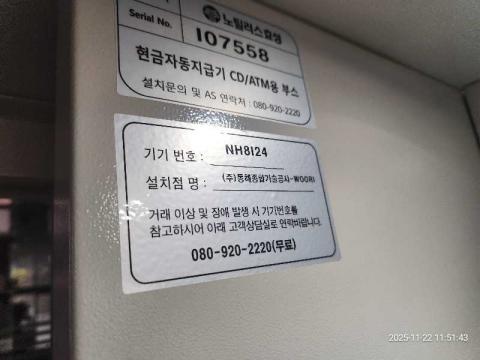 노틸러스효성
Serial No.
107558
현금자동지급기 CD/ATM용 부스
설치문의 및 AS 연락처 : 080-920-2220
기기 번호 : NH8124
설치점 명 : (주)동해종합기술공사-WOORI
거래 이상 및 장애 발생 시 기기번호를
참고하시어 아래 고객상담실로 연락바랍니다.
080-920-2220(무료)
2025-11-22 11:51:43